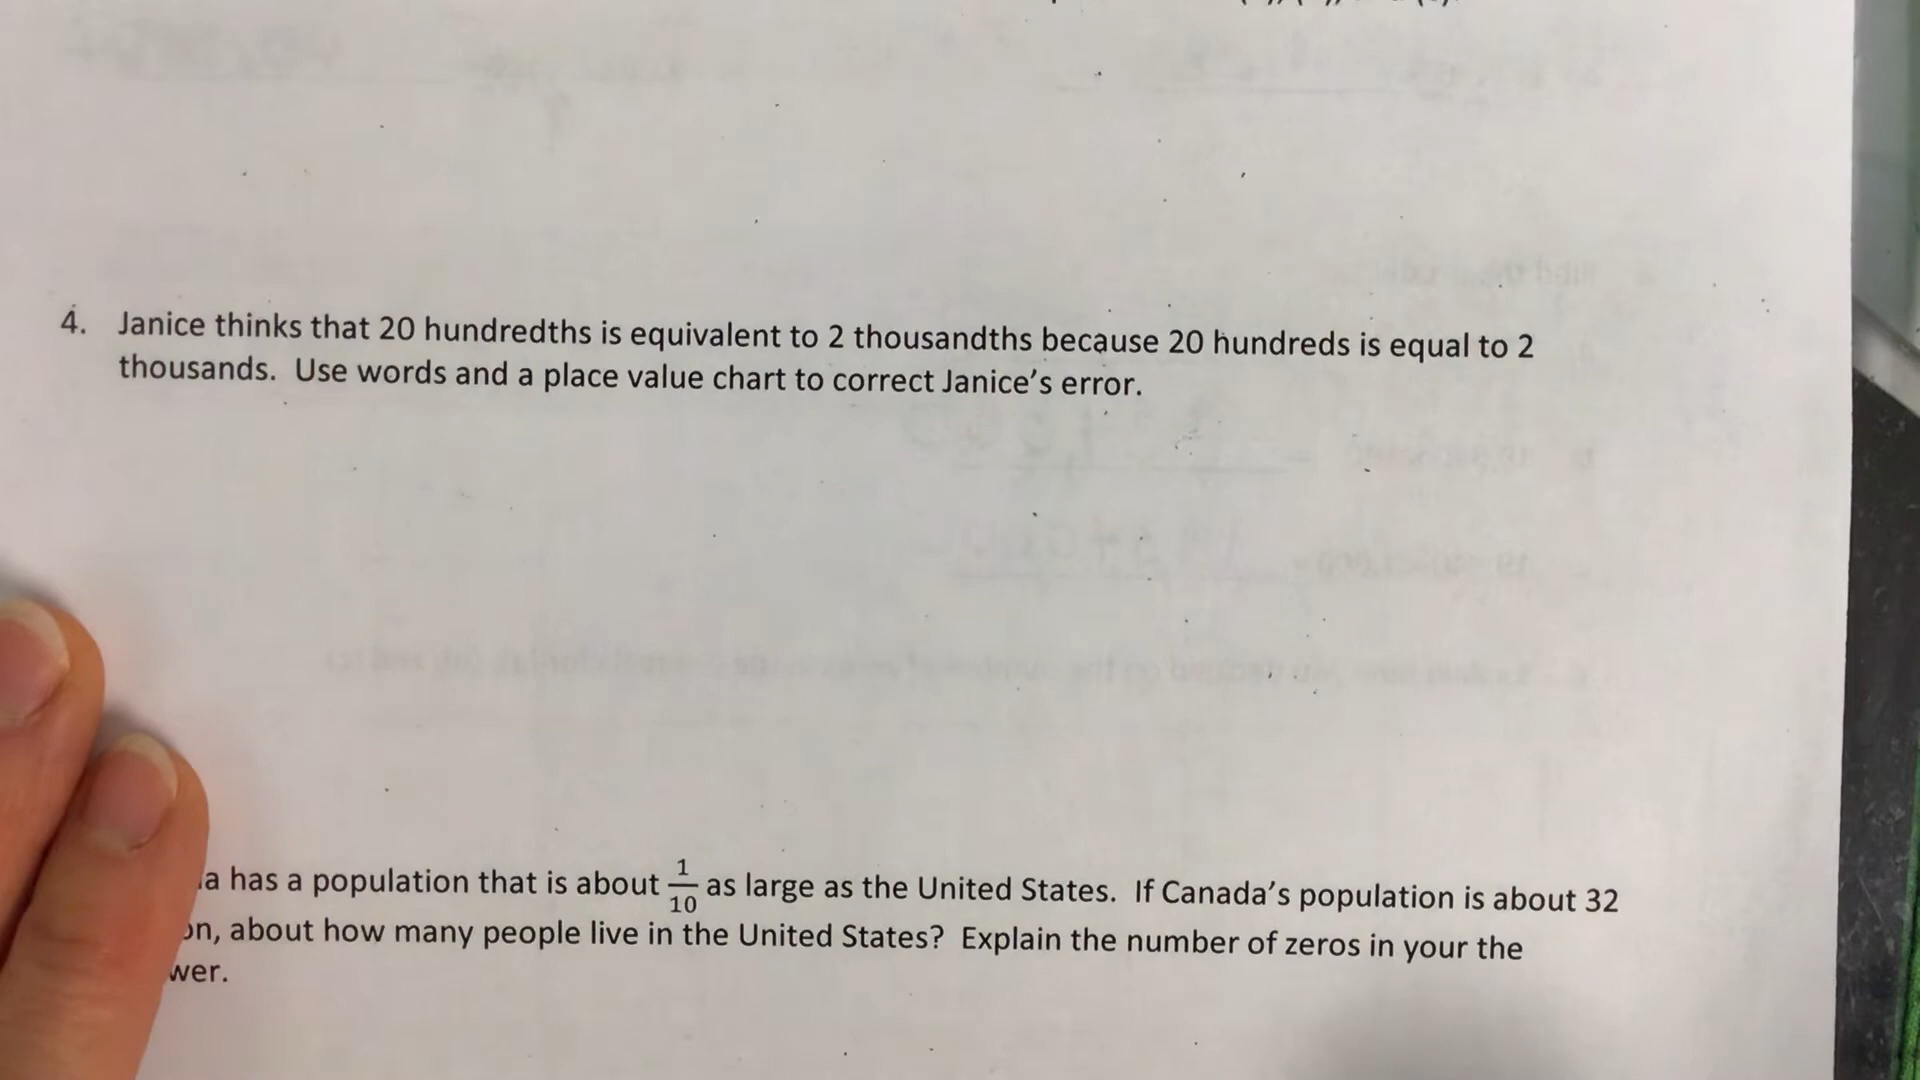 4. Janice thinks that 20 hundredths is equivalent to 2 thousandths because 20 hundreds is equal to 2
thousands. Use words and a place value chart to correct Janice's error.
a has a population that is about 1/10 as large as the United States. If Canada's population is about 32
on, about how many people live in the United States? Explain the number of zeros in your the
wer.